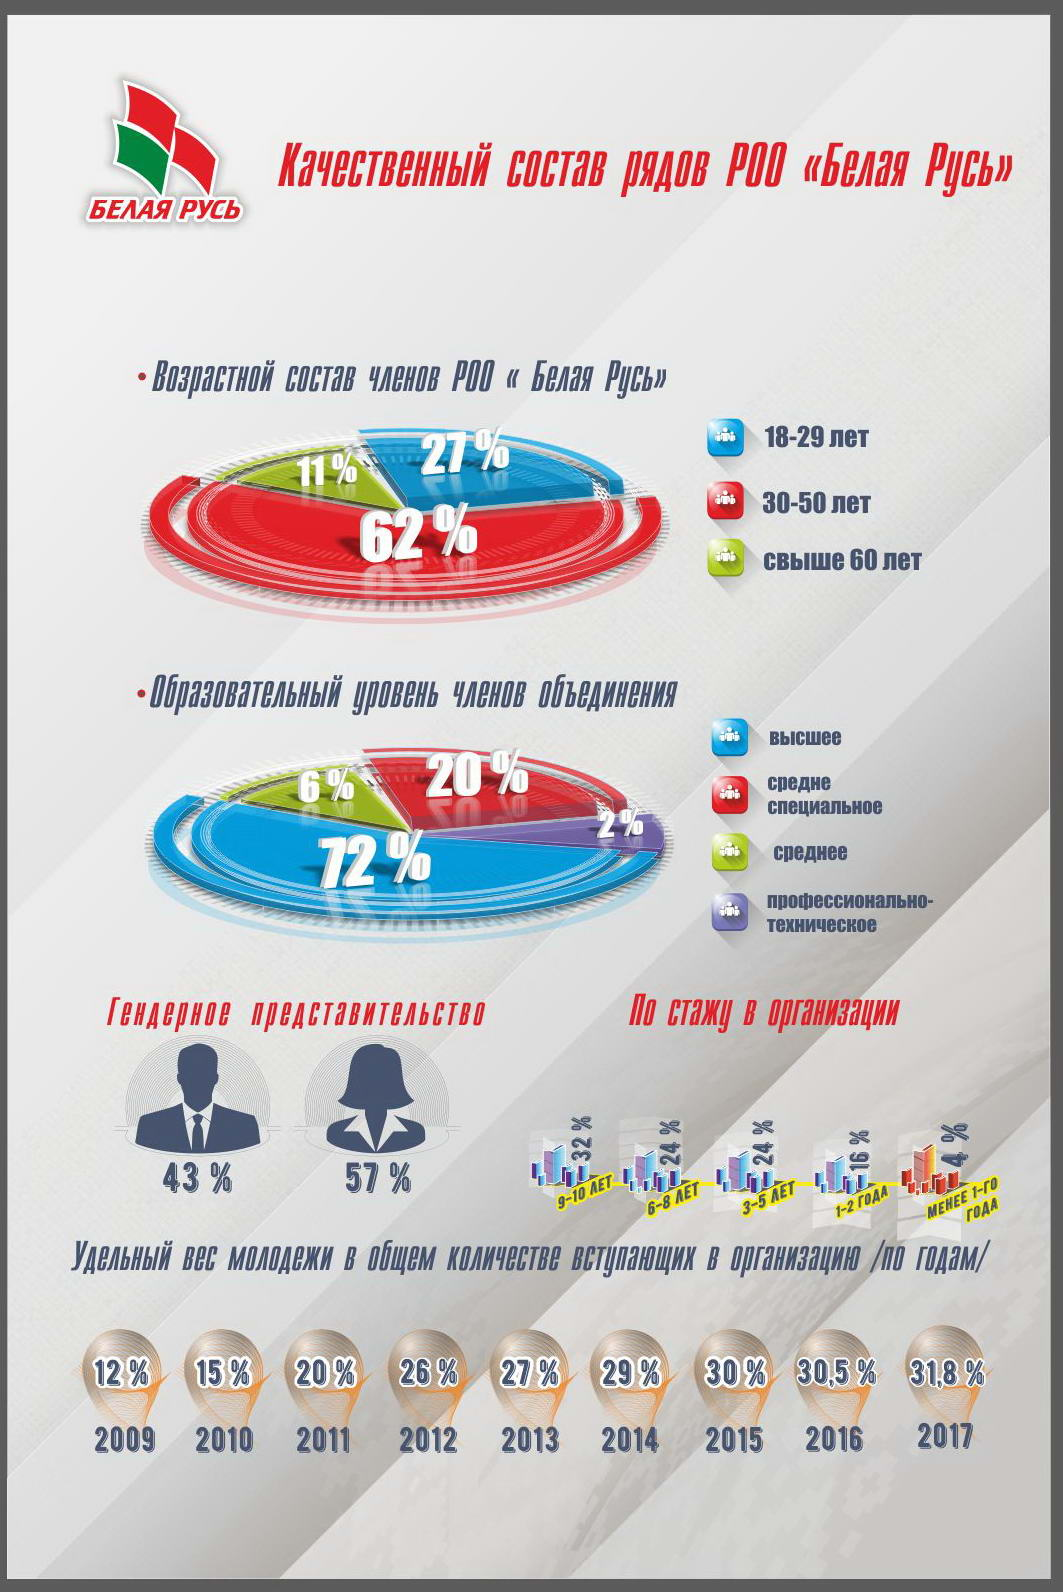 БЕЛАЯ РУСЬ
Качественный состав рядов РОО «Белая Русь»
• Возрастной состав членов РОО « Белая Русь»
27 %
11 %
62 %
18-29 лет
30-50 лет
свыше 60 лет
• Образовательный уровень членов объединения
20 %
6 %
2 %
72 %
высшее
средне
специальное
среднее
профессионально-
техническое
Гендерное представительство
43 %
57 %
По стажу в организации
32 %
24 %
24 %
16 %
4 %
9-10 ЛЕТ
6-8 ЛЕТ
3-5 ЛЕТ
1-2 ГОДА
МЕНЕЕ 1-ГО
ГОДА
Удельный вес молодежи в общем количестве вступающих в организацию /по годам/
12 % 15 % 20 % 26 % 27 % 29 % 30 % 30,5 % 31,8 %
2009 2010 2011 2012 2013 2014 2015 2016 2017